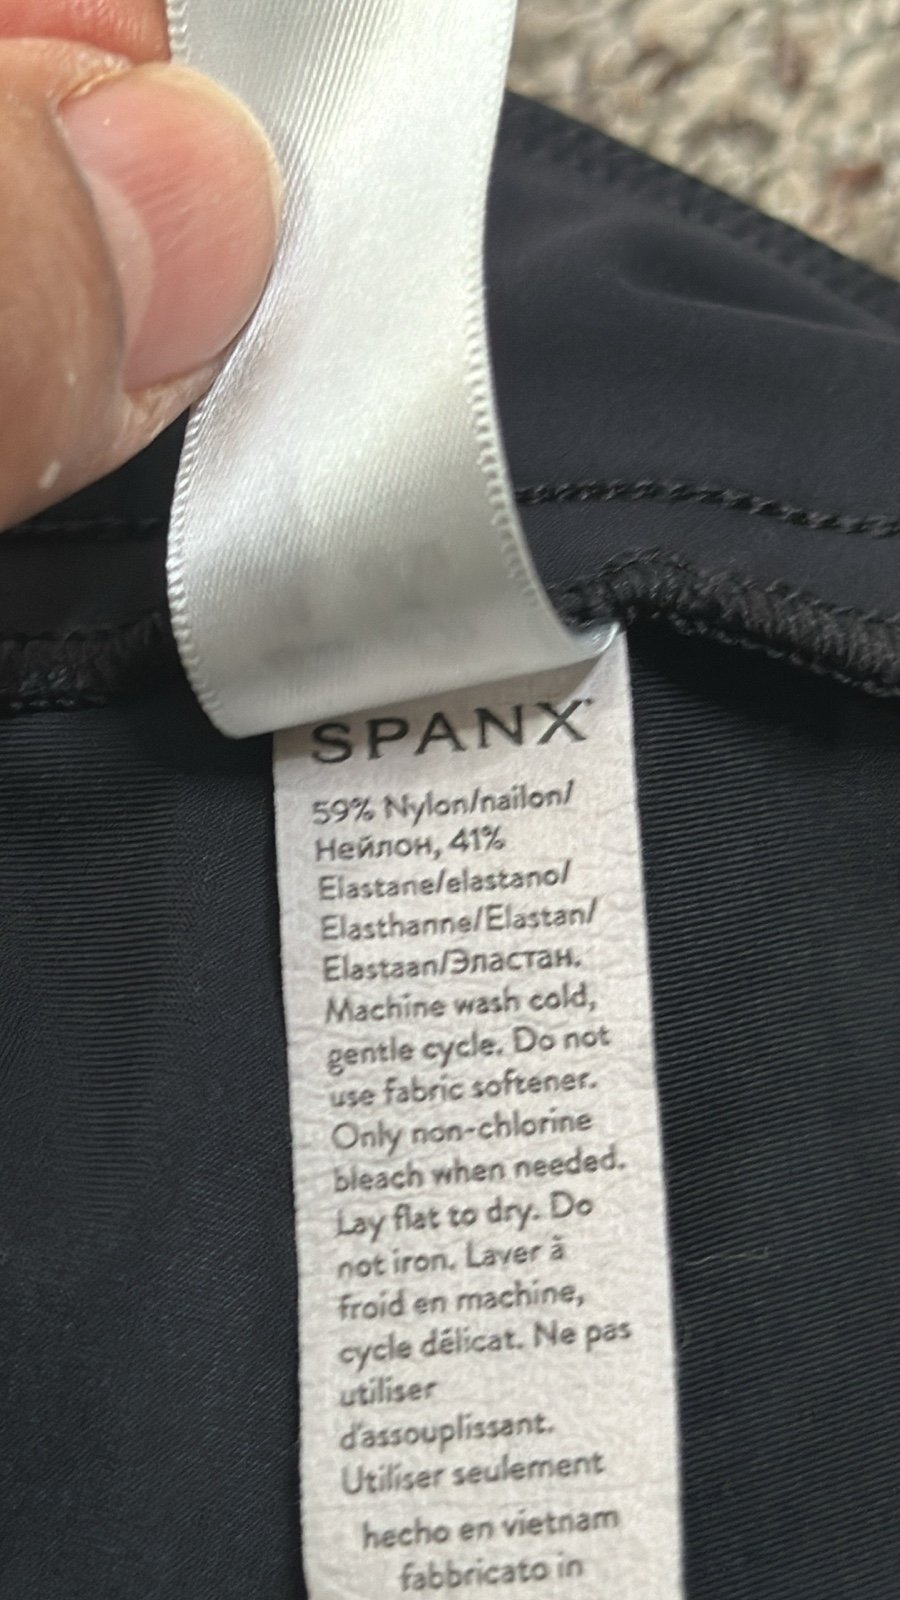 SPANX
59% Nylon/nailon/
Нейлон, 41%
Elastane/elastano/
Elasthanne/Elastan/
Elastaan/Эластан.
Machine wash cold,
gentle cycle. Do not
use fabric softener.
Only non-chlorine
bleach when needed.
Lay flat to dry. Do
not iron. Laver à
froid en machine,
cycle délicat. Ne pas
utiliser
d'assouplissant.
Utiliser seulement
hecho en vietnam
fabbricato in